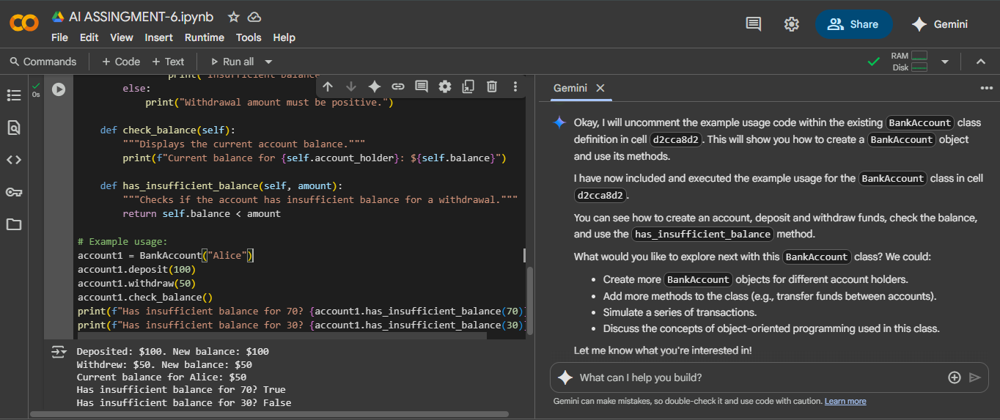 AI ASSINGMENT-6.ipynb
File Edit View Insert Runtime Tools Help
Share
Gemini
Commands + Code + Text Run all
RAM
Disk
0s
print("Insufficient balance
else:
print("Withdrawal amount must be positive.")
def check_balance(self):
"""Displays the current account balance."""
print(f"Current balance for {self.account_holder}: ${self.balance}")
def has_insufficient_balance(self, amount):
"""Checks if the account has insufficient balance for a withdrawal."""
return self.balance < amount
# Example usage:
account1 = BankAccount("Alice")
account1.deposit(100)
account1.withdraw(50)
account1.check_balance()
print(f"Has insufficient balance for 70? {account1.has_insufficient_balance(70)}
print(f"Has insufficient balance for 30? {account1.has_insufficient_balance(30)}
Deposited: $100. New balance: $100
Withdrew: $50. New balance: $50
Current balance for Alice: $50
Has insufficient balance for 70? True
Has insufficient balance for 30? False
Gemini
Okay, I will uncomment the example usage code within the existing BankAccount class
definition in cell d2cca8d2. This will show you how to create a BankAccount object
and use its methods.
I have now included and executed the example usage for the BankAccount class in cell
d2cca8d2.
You can see how to create an account, deposit and withdraw funds, check the balance,
and use the has_insufficient_balance method.
What would you like to explore next with this BankAccount class? We could:
• Create more BankAccount objects for different account holders.
• Add more methods to the class (e.g., transfer funds between accounts).
• Simulate a series of transactions.
• Discuss the concepts of object-oriented programming used in this class.
Let me know what you're interested in!
What can I help you build?
Gemini can make mistakes, so double-check it and use code with caution. Learn more